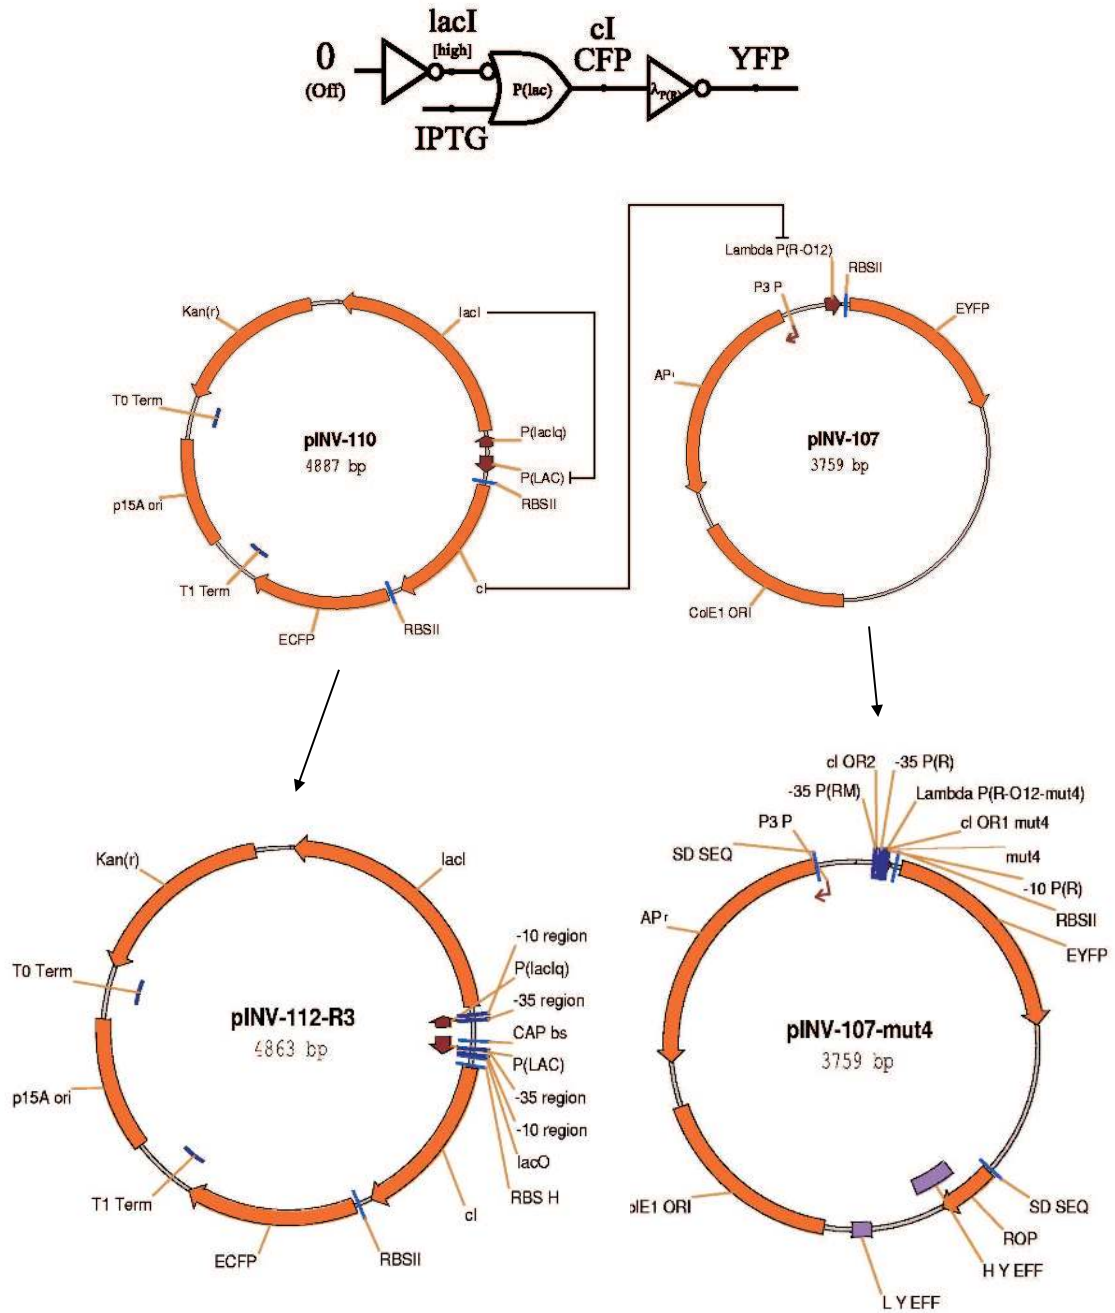 lacI
[high]
cI
CFP
YFP
0
(Off)
P(lac)
λP(R)
IPTG
Lambda P(R-O12)
RBSII
P3 P
EYFP
Kan(r)
lacI
AP
T0 Term
P(lacIq)
pINV-110
4887 bp
pINV-107
3759 bp
P(LAC)
RBSII
p15A ori
T1 Term
cI
ColE1 ORI
ECFP
RBSII
cI OR2
-35 P(R)
-35 P(RM)
Lambda P(R-O12-mut4)
P3 P
cI OR1 mut4
SD SEQ
mut4
-10 P(R)
Kan(r)
lacI
RBSII
AP r
EYFP
-10 region
T0 Term
P(lacIq)
-35 region
pINV-112-R3
4863 bp
CAP bs
pINV-107-mut4
3759 bp
P(LAC)
p15A ori
-35 region
-10 region
lacO
T1 Term
RBS H
cI
lE1 ORI
SD SEQ
ROP
ECFP
RBSII
H Y EFF
L Y EFF